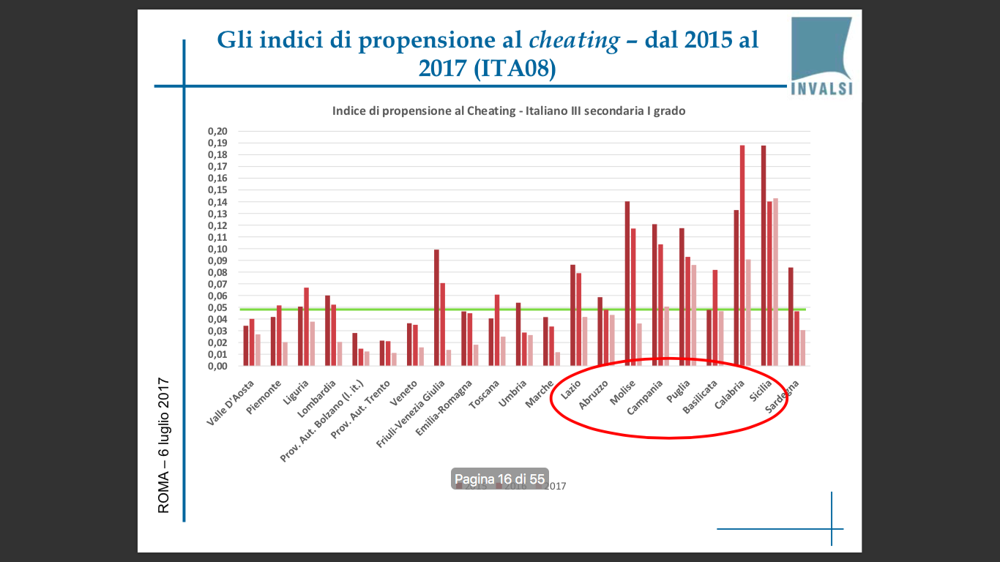 Gli indici di propensione al cheating – dal 2015 al
2017 (ITA08)
INVALSI
Indice di propensione al Cheating - Italiano III secondaria I grado
0,20
0,19
0,18
0,17
0,16
0,15
0,14
0,13
0,12
0,11
0,10
0,09
0,08
0,07
0,06
0,05
0,04
0,03
0,02
0,01
0,00
Valle D'Aosta
Piemonte
Liguria
Lombardia
Prov. Aut. Bolzano (l. it.)
Prov. Aut. Trento
Veneto
Friuli-Venezia Giulia
Emilia-Romagna
Toscana
Umbria
Marche
Lazio
Abruzzo
Molise
Campania
Puglia
Basilicata
Calabria
Sicilia
Sardegna
ROMA – 6 luglio 2017
Pagina 16 di 55
2015 2016 2017